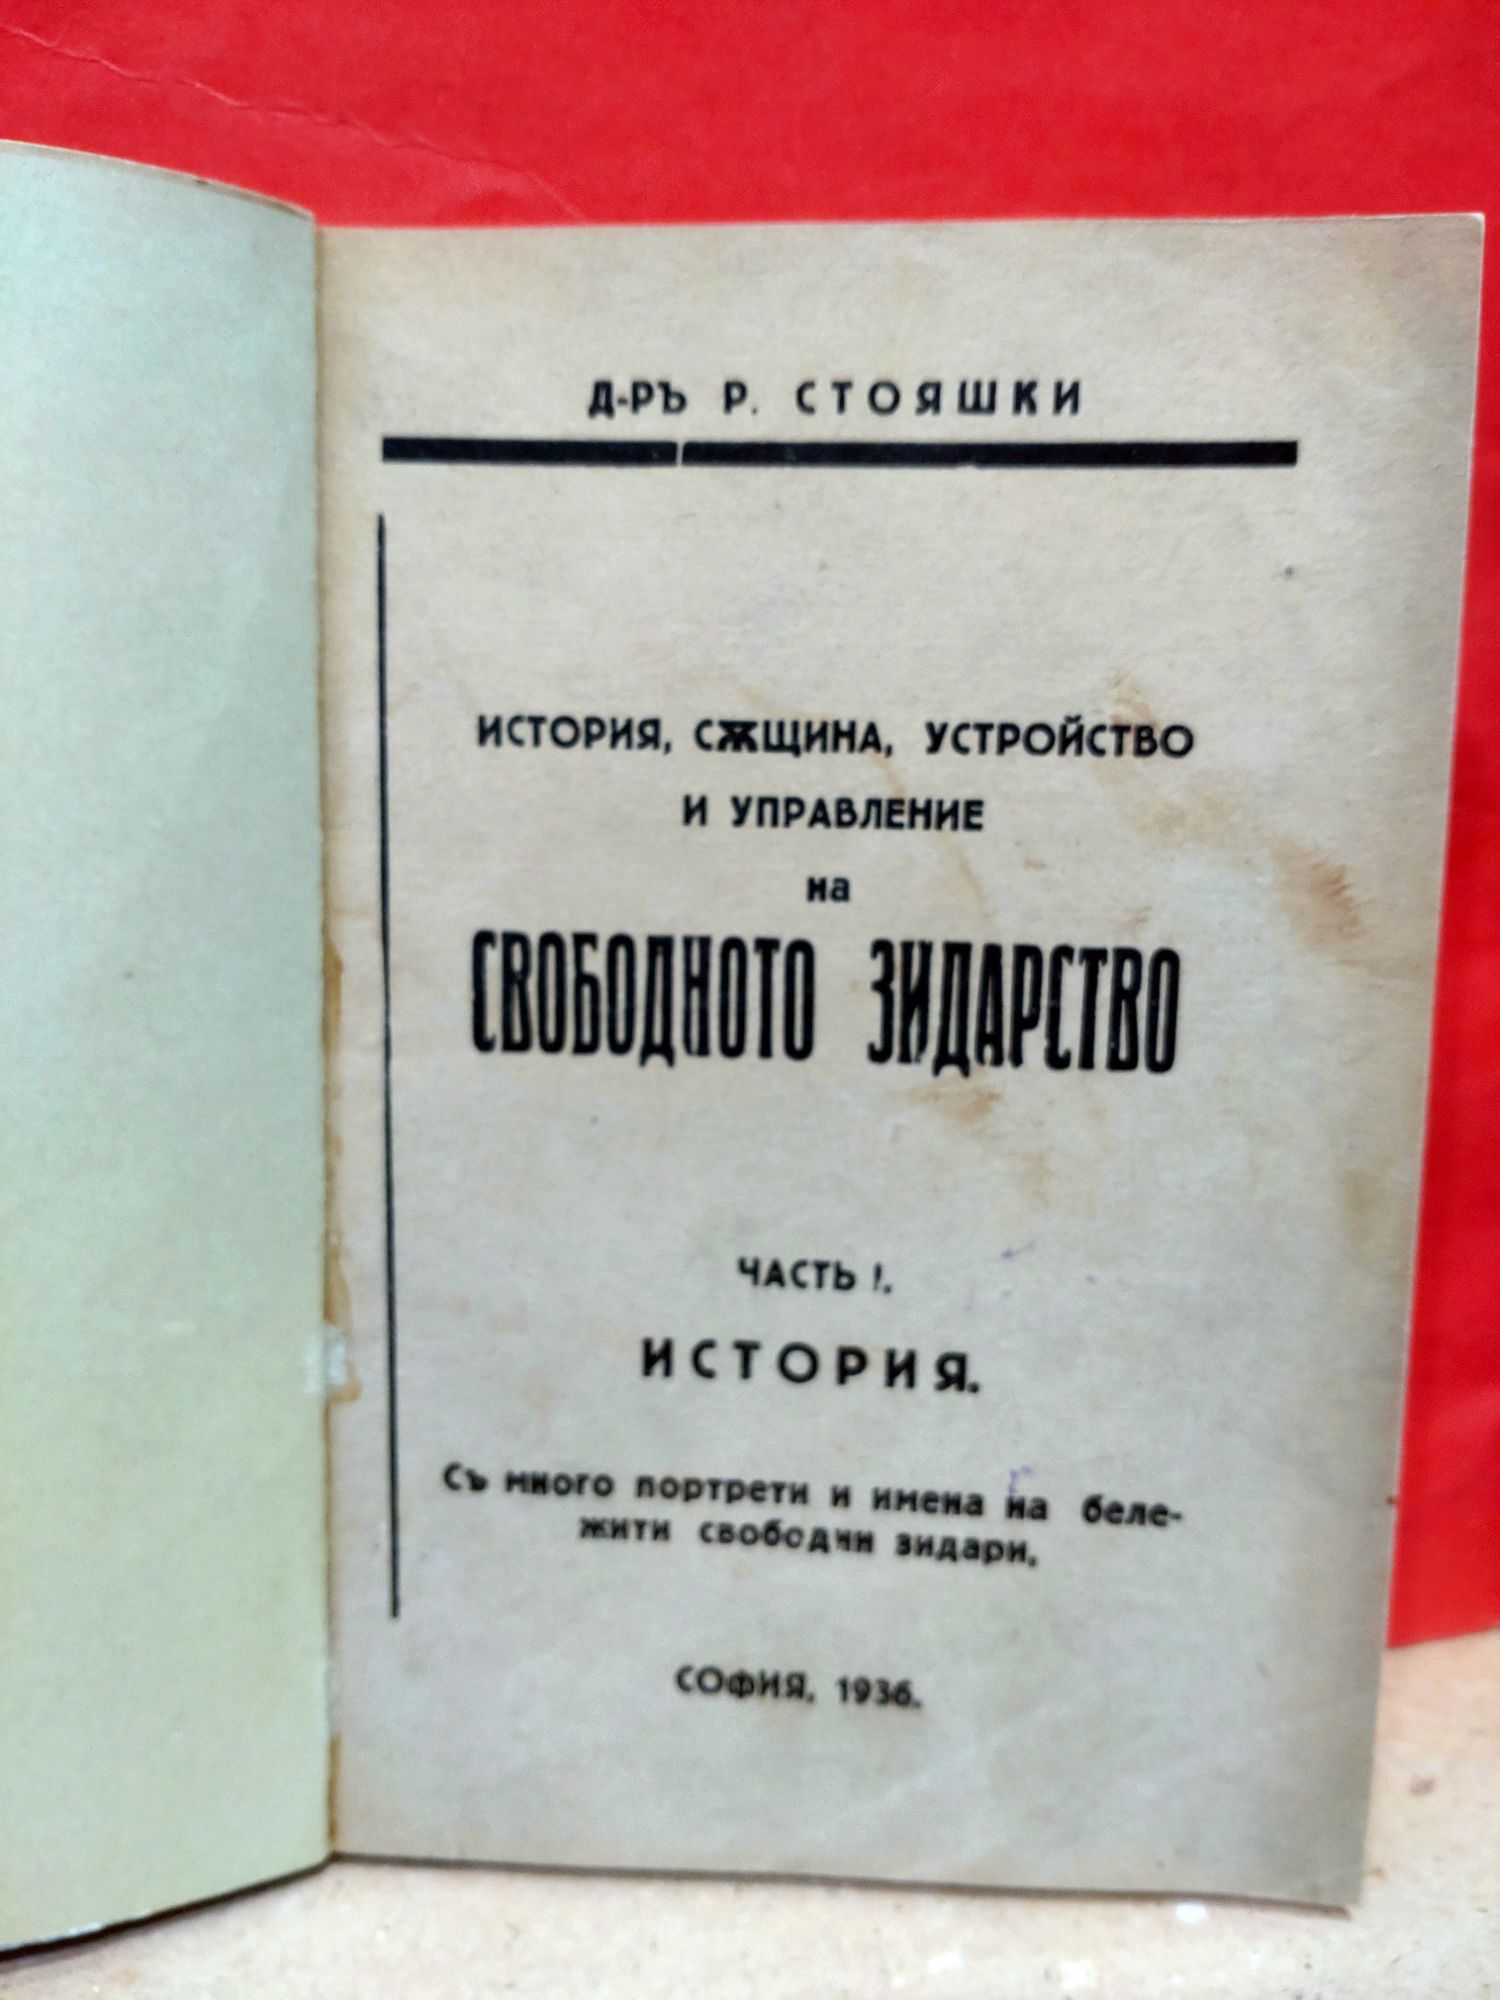 Д-РЪ Р. СТОЯШКИ
ИСТОРИЯ, СѪЩИНА, УСТРОЙСТВО
И УПРАВЛЕНИЕ
на
СВОБОДНОТО ЗИДАРСТВО
ЧАСТЬ I.
ИСТОРИЯ.
Съ много портрети и имена на беле-
жити свободни зидари.
СОФИЯ, 1936.